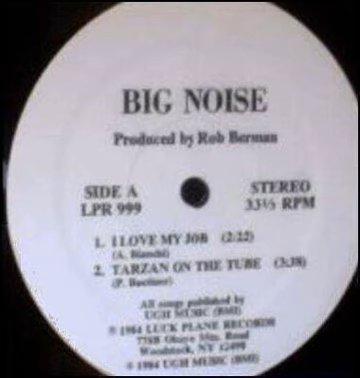 BIG NOISE
Produced by Rob Berman
SIDE A
LPR 999
STEREO
33⅓ RPM
1. I LOVE MY JOB (2:22)
(A. Bianchi)
2. TARZAN ON THE TUBE (3:38)
All songs published by
UGH MUSIC (BMI)
℗ 1984 LUCK PLANE RECORDS
Mtn. Road
Woodstock, NY 12498
© 1984 UGH MUSIC (BMI)